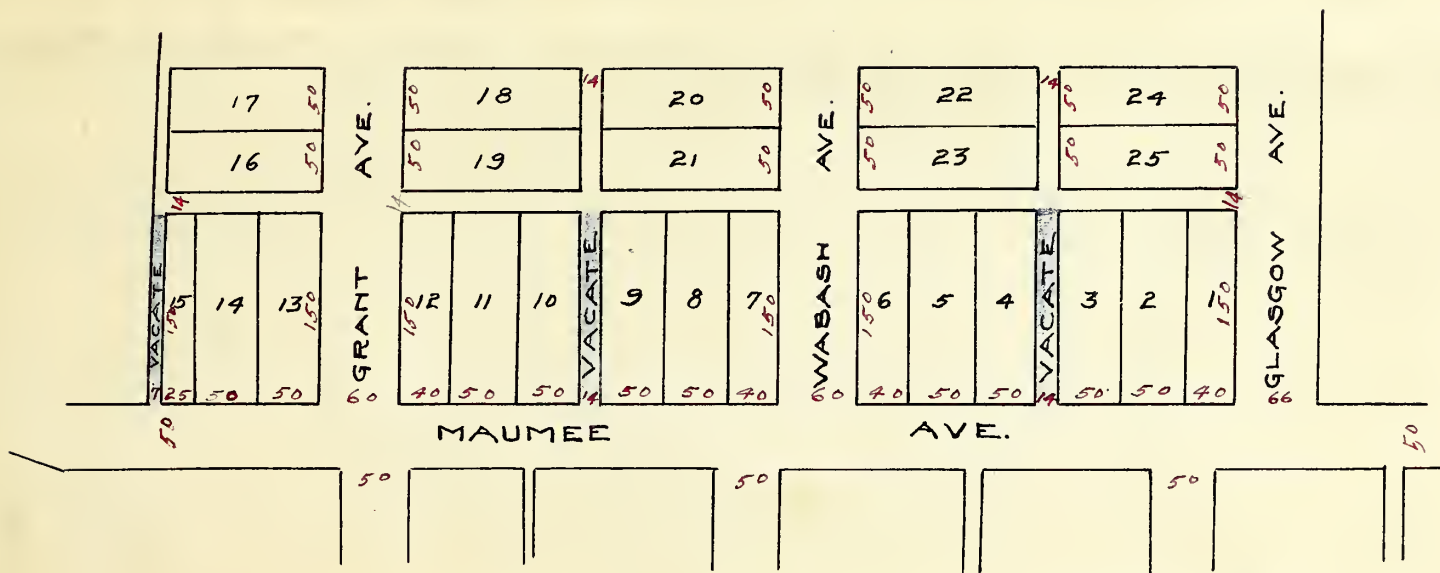 17 50 AVE. 50 18 14 20 50 AVE. 50 22 14 50 24 50 AVE.
16 50 50 19 21 50 50 23 50 25 50
14 14 14
VACATE 15 150 14 13 150 GRANT 150 12 11 10 VACATE 9 8 7 150 WABASH 150 6 5 4 VACATE 3 2 1 150 GLASGOW
7 25 50 50 60 40 50 50 14 50 50 40 60 40 50 50 14 50 50 40 66
50 MAUMEE AVE. 50
50 50 50